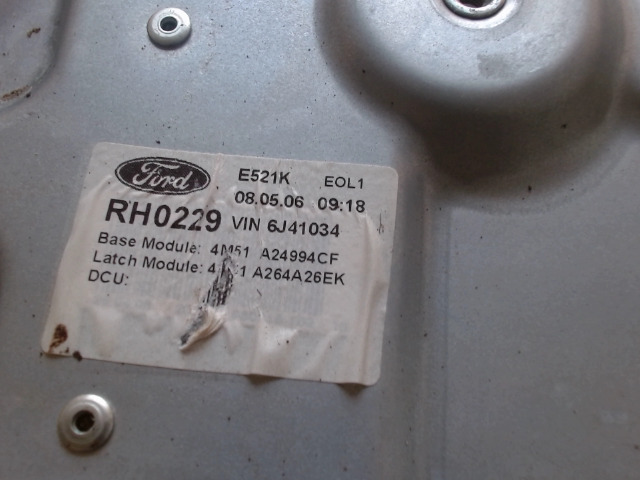 Ford
E521K EOL1
08.05.06 09:18
RH0229 VIN 6J41034
Base Module: 4M51 A24994CF
Latch Module: A264A26EK
DCU: